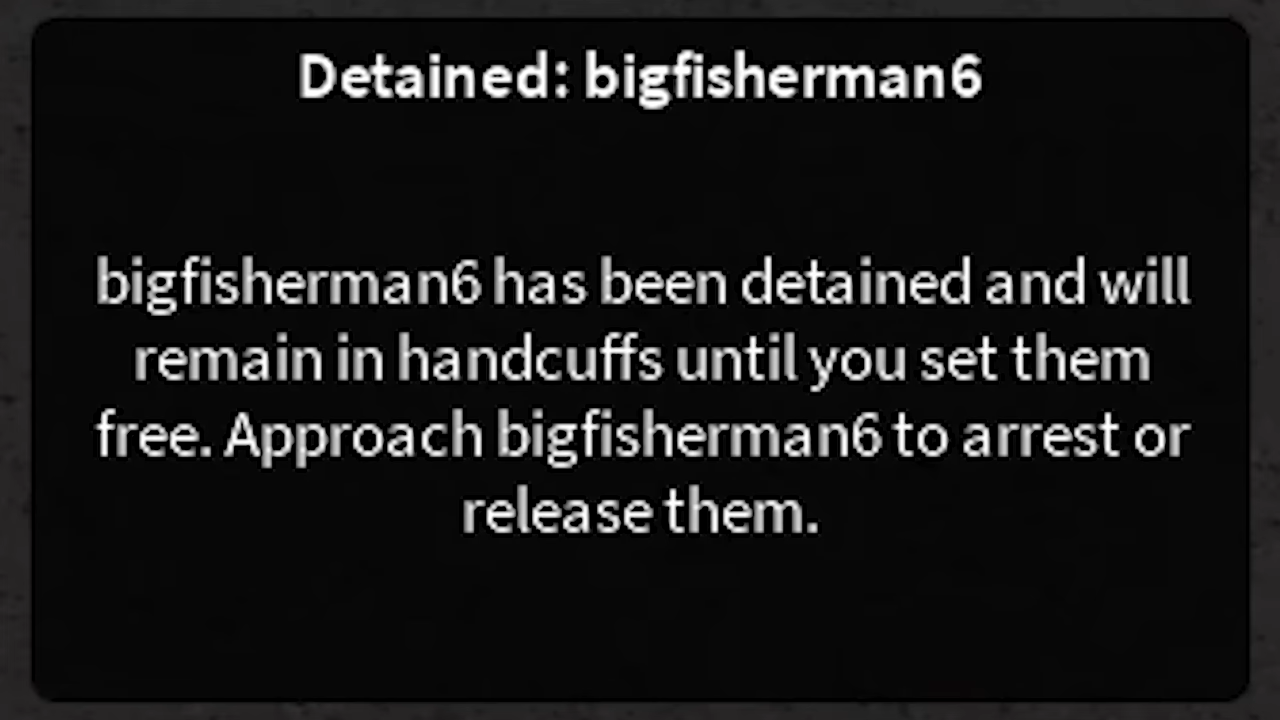 Detained: bigfisherman6
bigfisherman6 has been detained and will
remain in handcuffs until you set them
free. Approach bigfisherman6 to arrest or
release them.